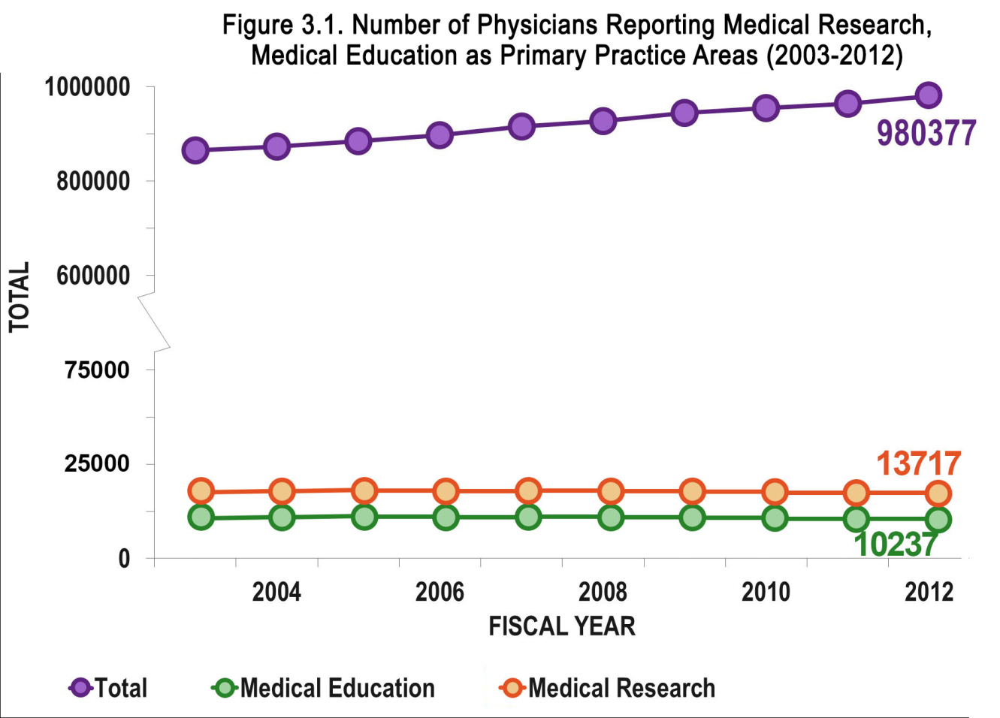 Figure 3.1. Number of Physicians Reporting Medical Research,
Medical Education as Primary Practice Areas (2003-2012)
1000000
980377
800000
600000
TOTAL
75000
25000
13717
10237
0
2004 2006 2008 2010 2012
FISCAL YEAR
Total Medical Education Medical Research